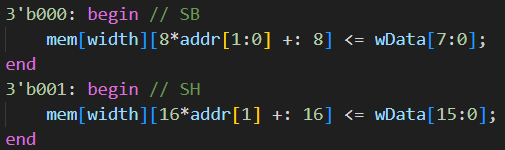 3'b000: begin // SB
    mem[width][8*addr[1:0] +: 8] <= wData[7:0];
end
3'b001: begin // SH
    mem[width][16*addr[1] +: 16] <= wData[15:0];
end